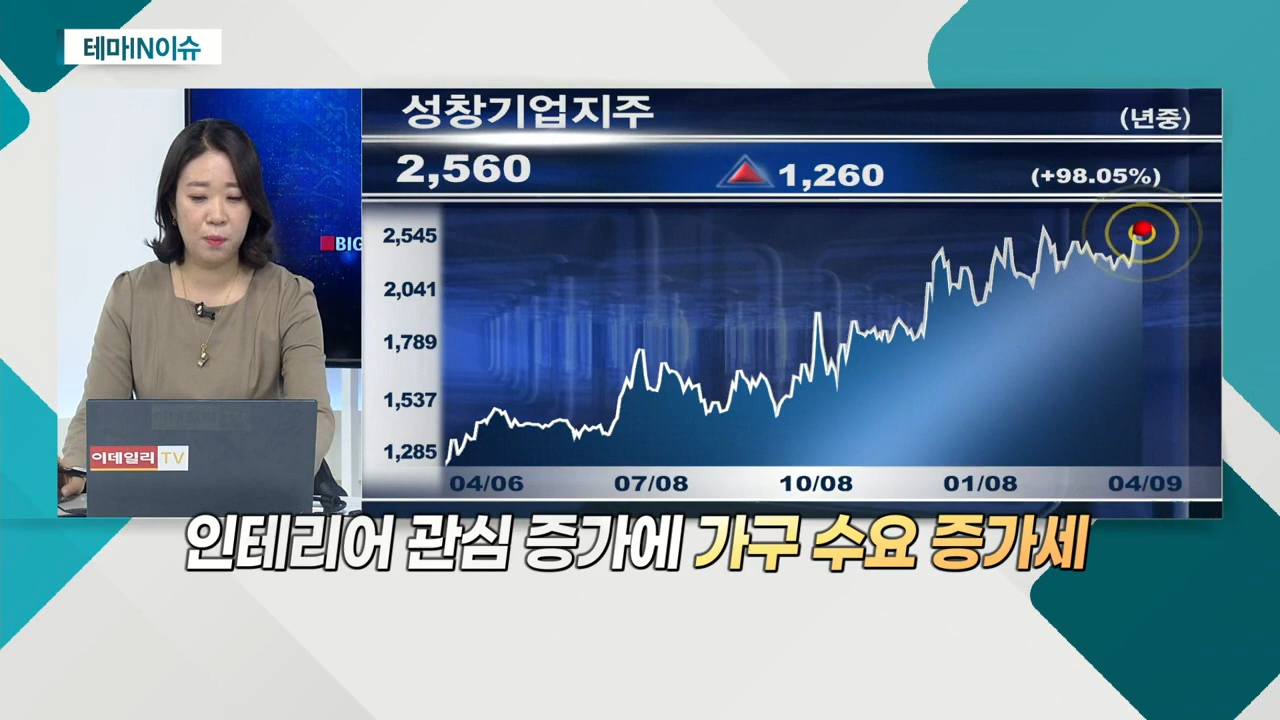 테마IN이슈
성창기업지주
(년중)
2,560
1,260
(+98.05%)
BIG
2,545
2,041
1,789
1,537
1,285
04/06
07/08
10/08
01/08
04/09
이데일리 TV
인테리어 관심 증가에 가구 수요 증가세